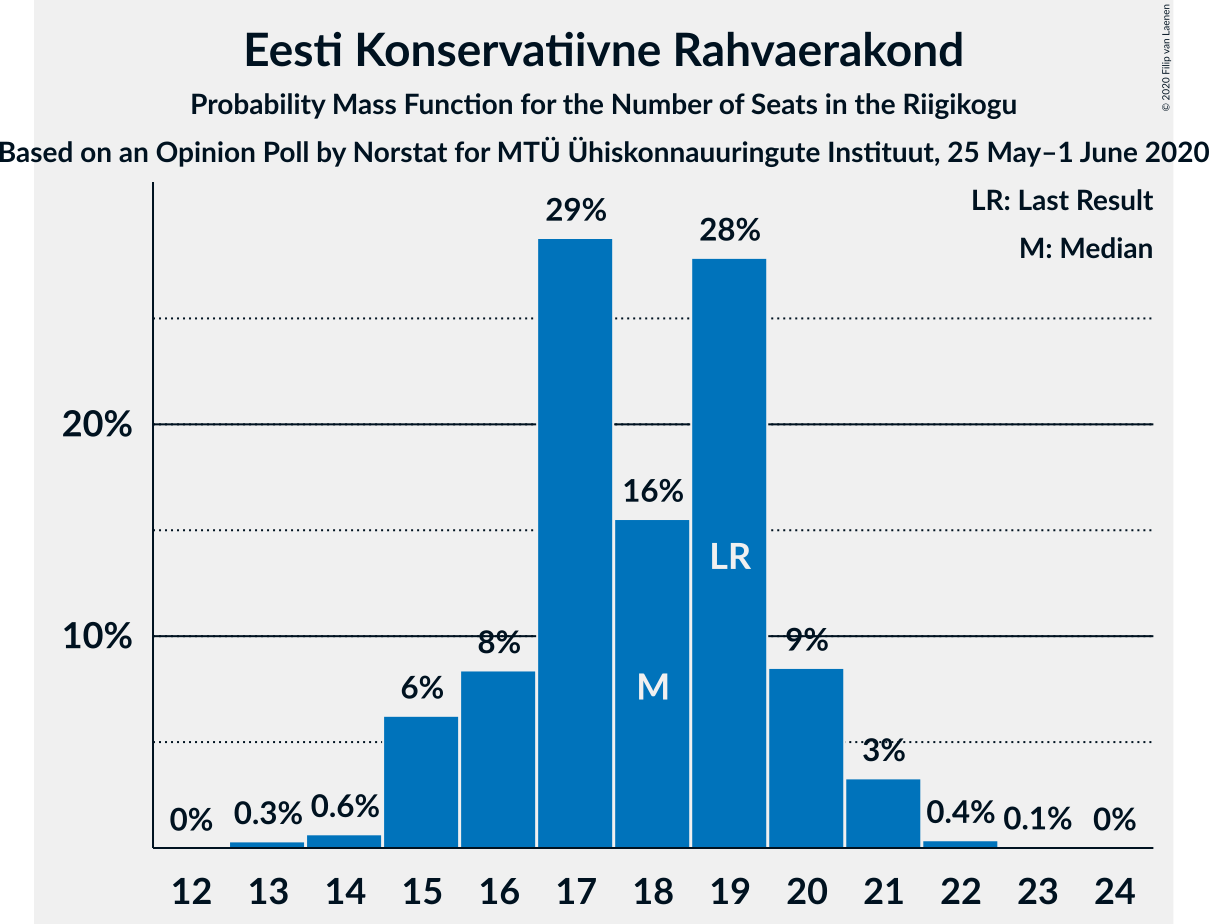 Eesti Konservatiivne Rahvaerakond
Probability Mass Function for the Number of Seats in the Riigikogu
Based on an Opinion Poll by Norstat for MTÜ Ühiskonnauuringute Instituut, 25 May–1 June 2020
© 2020 Filip van Laenen
LR: Last Result
M: Median
29%
28%
20%
16%
LR
10%
8%
9%
6%
M
3%
0%
0.3%
0.6%
0.4%
0.1%
0%
12 13 14 15 16 17 18 19 20 21 22 23 24